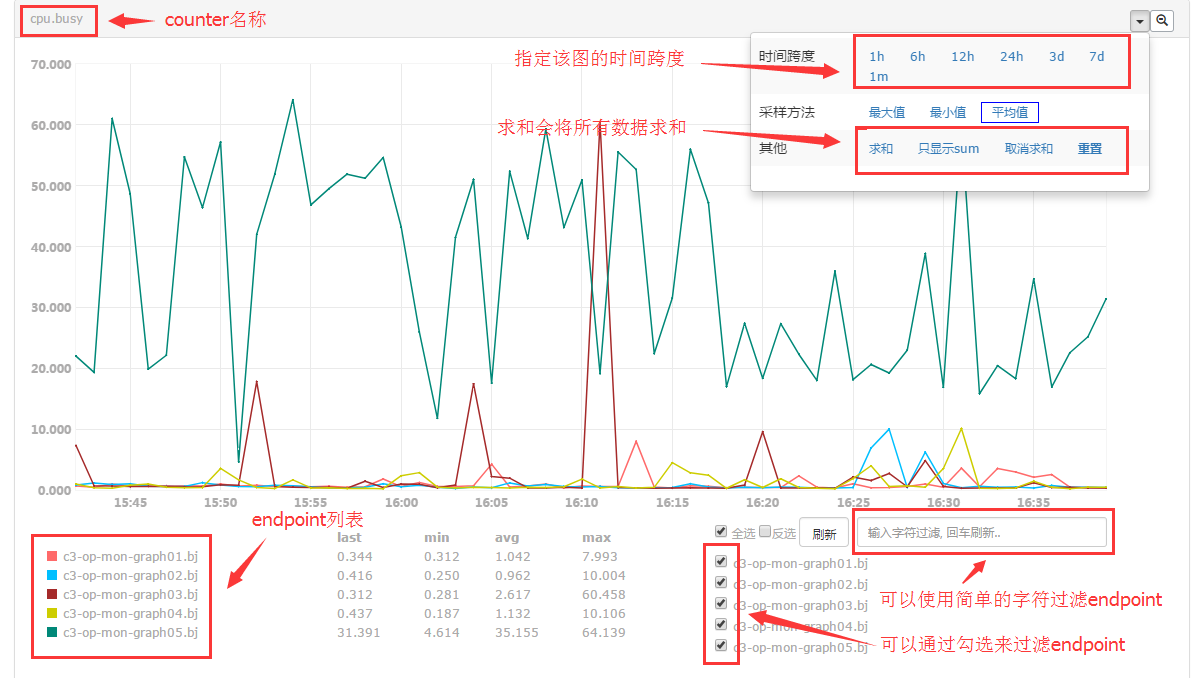 cpu.busy
counter名称
指定该图的时间跨度
时间跨度
1h 6h 12h 24h 3d 7d
1m
采样方法
最大值 最小值 平均值
求和会将所有数据求和
其他
求和 只显示sum 取消求和 重置
70.000
60.000
50.000
40.000
30.000
20.000
10.000
0.000
15:45 15:50 15:55 16:00 16:05 16:10 16:15 16:20 16:25 16:30 16:35
endpoint列表
last min avg max
c3-op-mon-graph01.bj 0.344 0.312 1.042 7.993
c3-op-mon-graph02.bj 0.416 0.250 0.962 10.004
c3-op-mon-graph03.bj 0.312 0.281 2.617 60.458
c3-op-mon-graph04.bj 0.437 0.187 1.132 10.106
c3-op-mon-graph05.bj 31.391 4.614 35.155 64.139
全选 反选 刷新 输入字符过滤, 回车刷新..
c3-op-mon-graph01.bj
c3-op-mon-graph02.bj
c3-op-mon-graph03.bj
c3-op-mon-graph04.bj
c3-op-mon-graph05.bj
可以使用简单的字符过滤endpoint
可以通过勾选来过滤endpoint